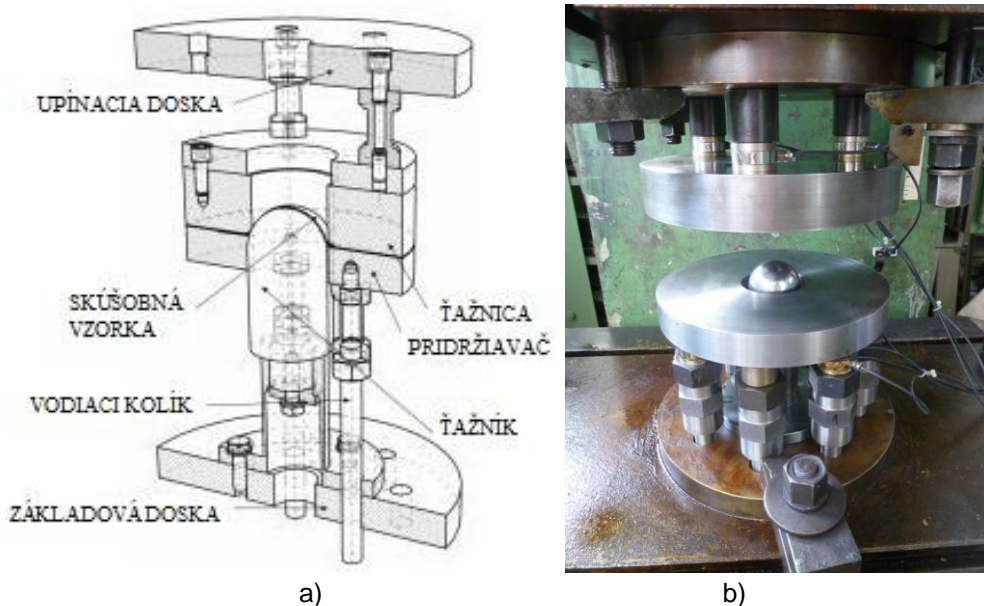 UPÍNACIA DOSKA
SKÚŠOBNÁ
VZORKA
ŤAŽNICA
PRIDRŽIAVAČ
VODIACI KOLÍK
ŤAŽNÍK
ZÁKLADOVÁ DOSKA
a)
b)